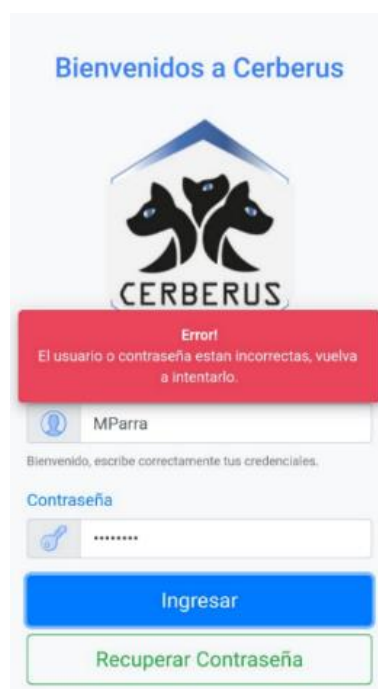 Bienvenidos a Cerberus
CERBERUS
Error!
El usuario o contraseña estan incorrectas, vuelva
a intentarlo.
MParra
Bienvenido, escribe correctamente tus credenciales.
Contraseña
••••••••
Ingresar
Recuperar Contraseña